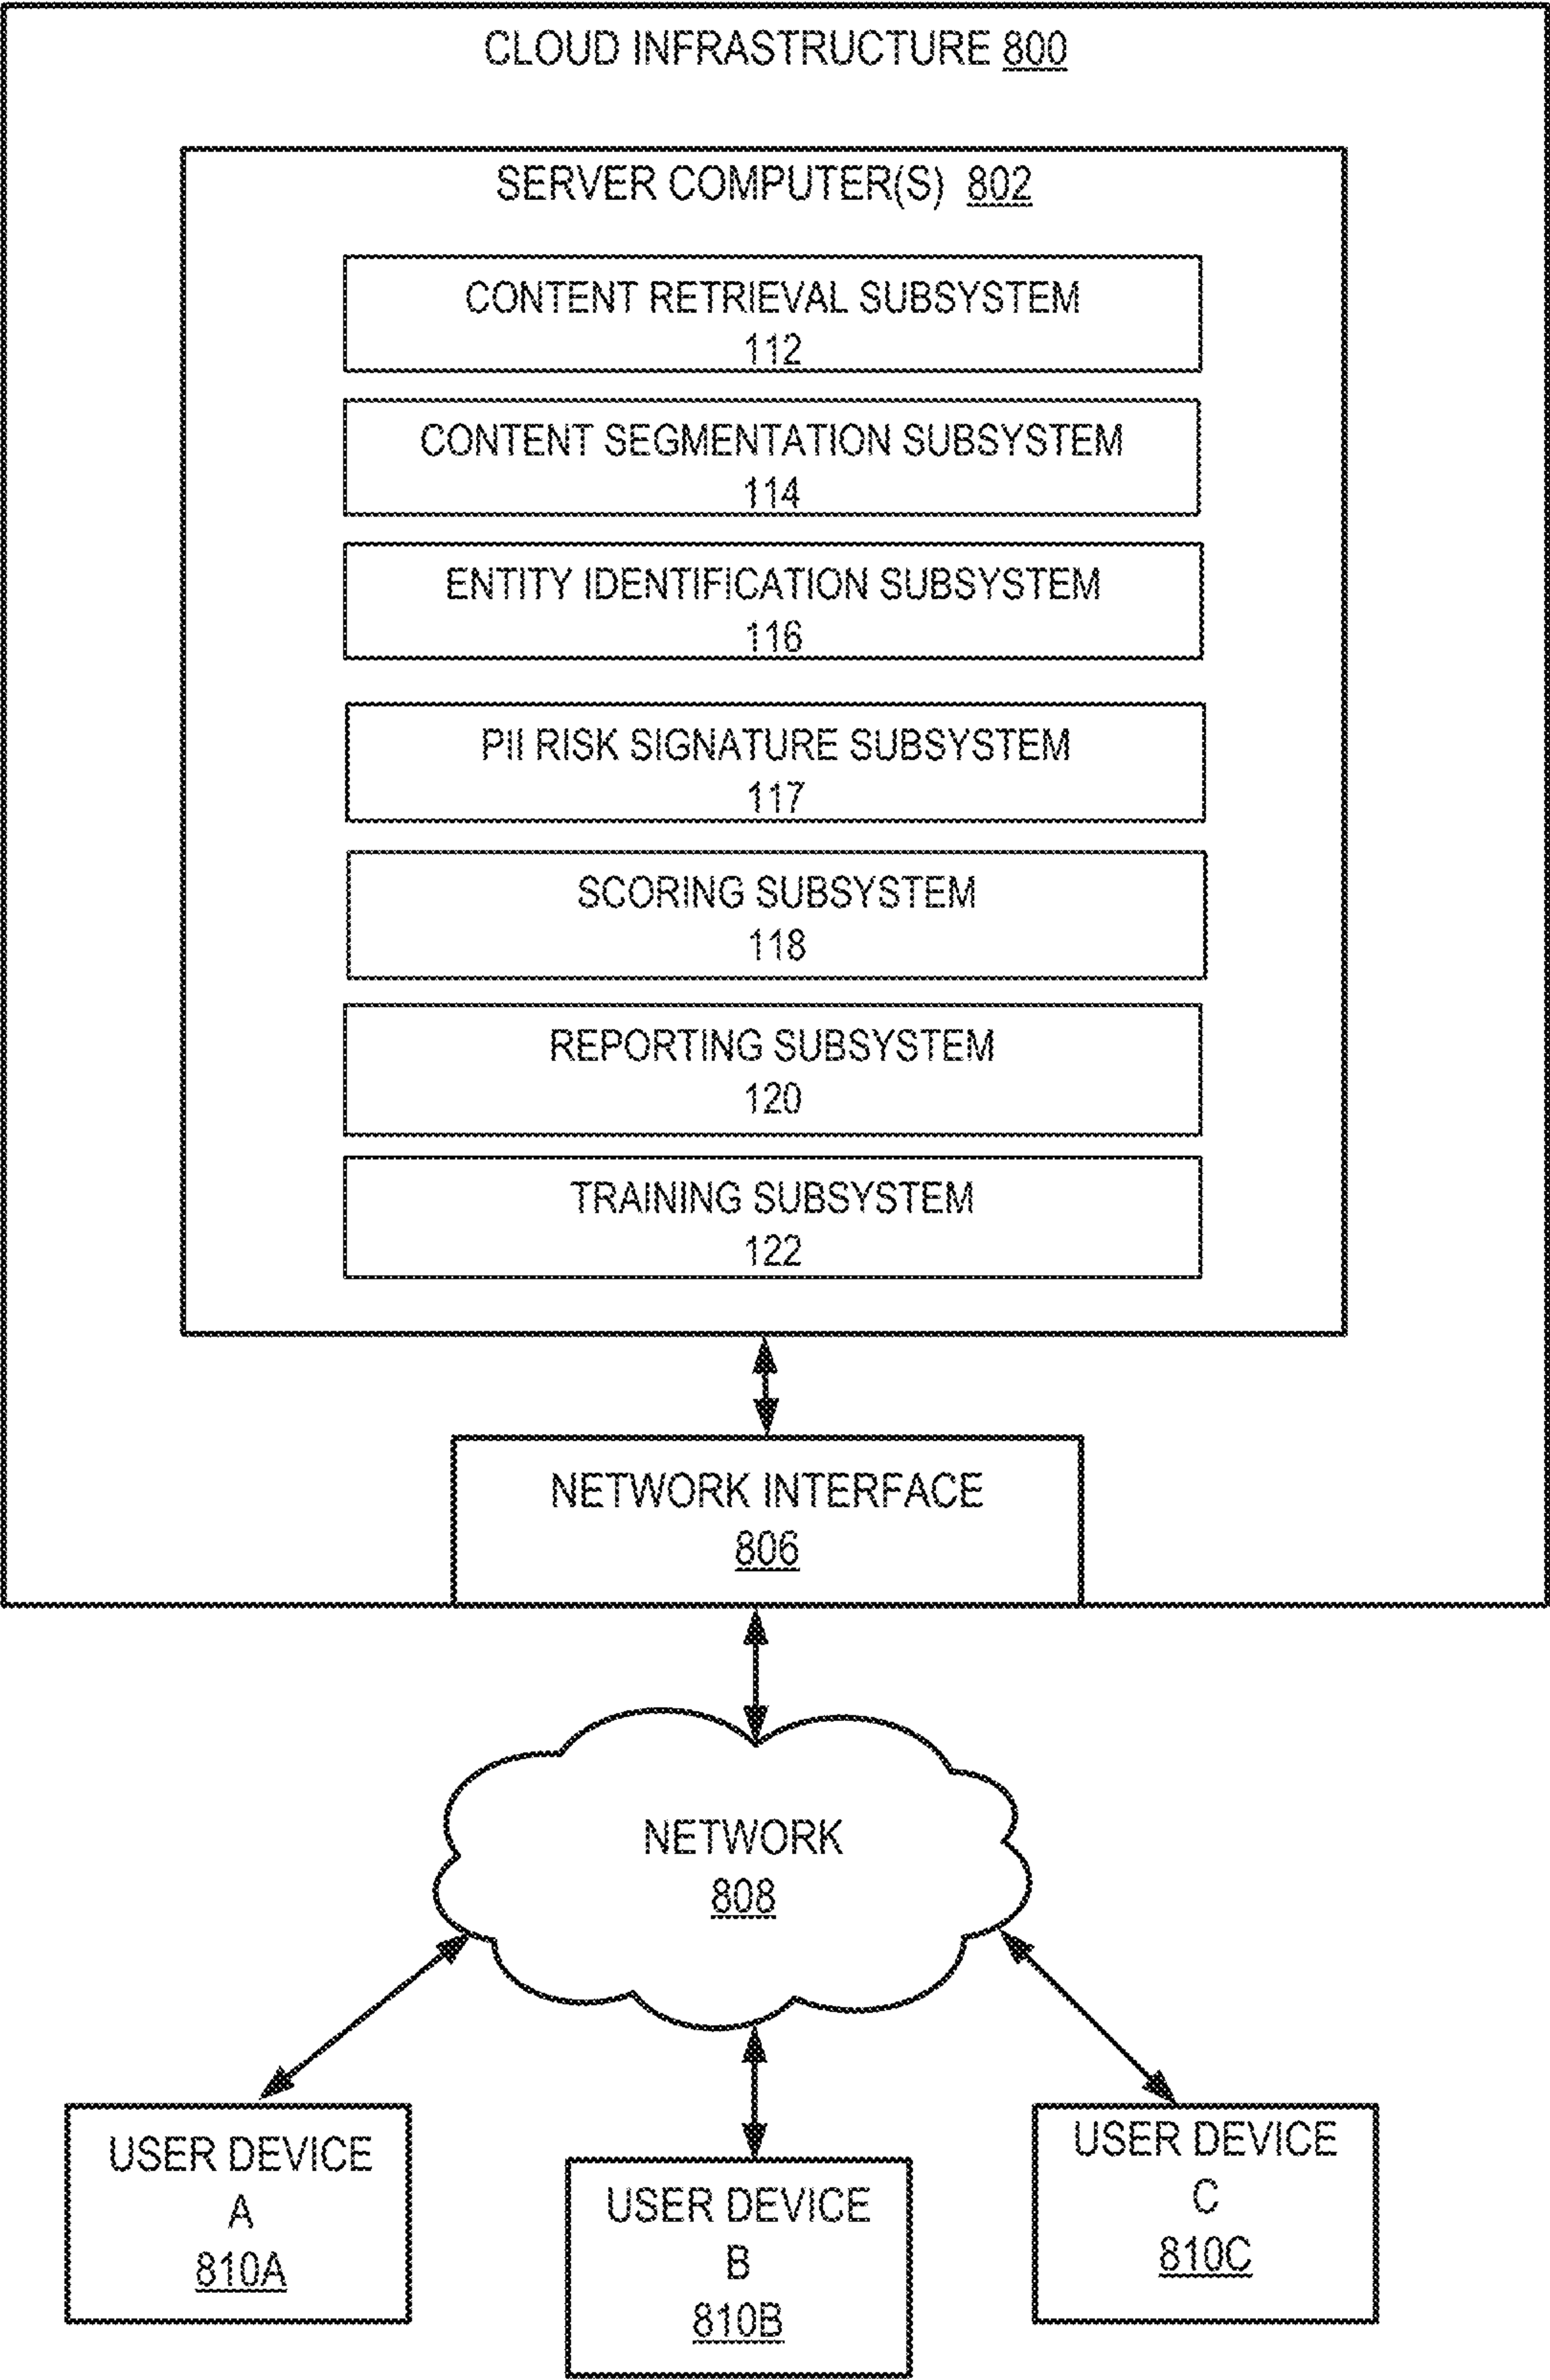 CLOUD INFRASTRUCTURE 800
SERVER COMPUTER(S) 802
CONTENT RETRIEVAL SUBSYSTEM
112
CONTENT SEGMENTATION SUBSYSTEM
114
ENTITY IDENTIFICATION SUBSYSTEM
116
PII RISK SIGNATURE SUBSYSTEM
117
SCORING SUBSYSTEM
118
REPORTING SUBSYSTEM
120
TRAINING SUBSYSTEM
122
NETWORK INTERFACE
806
NETWORK
808
USER DEVICE
A
810A
USER DEVICE
B
810B
USER DEVICE
C
810C